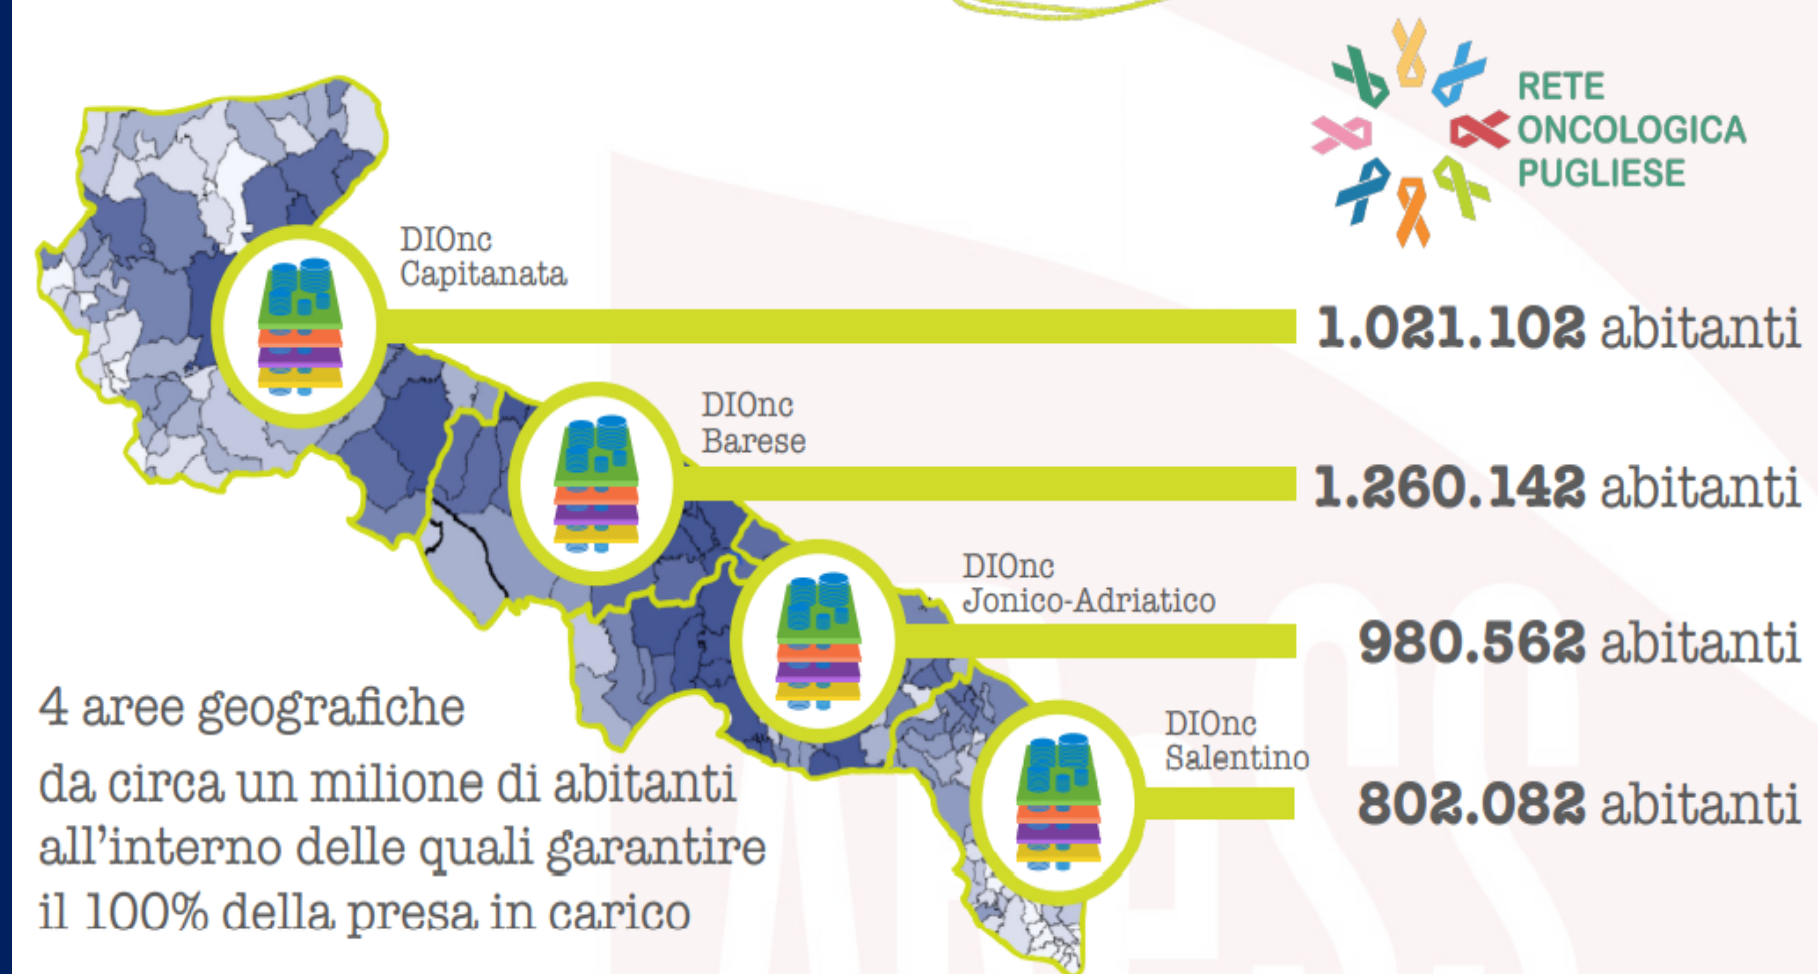 RETE
ONCOLOGICA
PUGLIESE
DIOnc
Capitanata
1.021.102 abitanti
DIOnc
Barese
1.260.142 abitanti
DIOnc
Jonico-Adriatico
980.562 abitanti
DIOnc
Salentino
802.082 abitanti
4 aree geografiche
da circa un milione di abitanti
all'interno delle quali garantire
il 100% della presa in carico